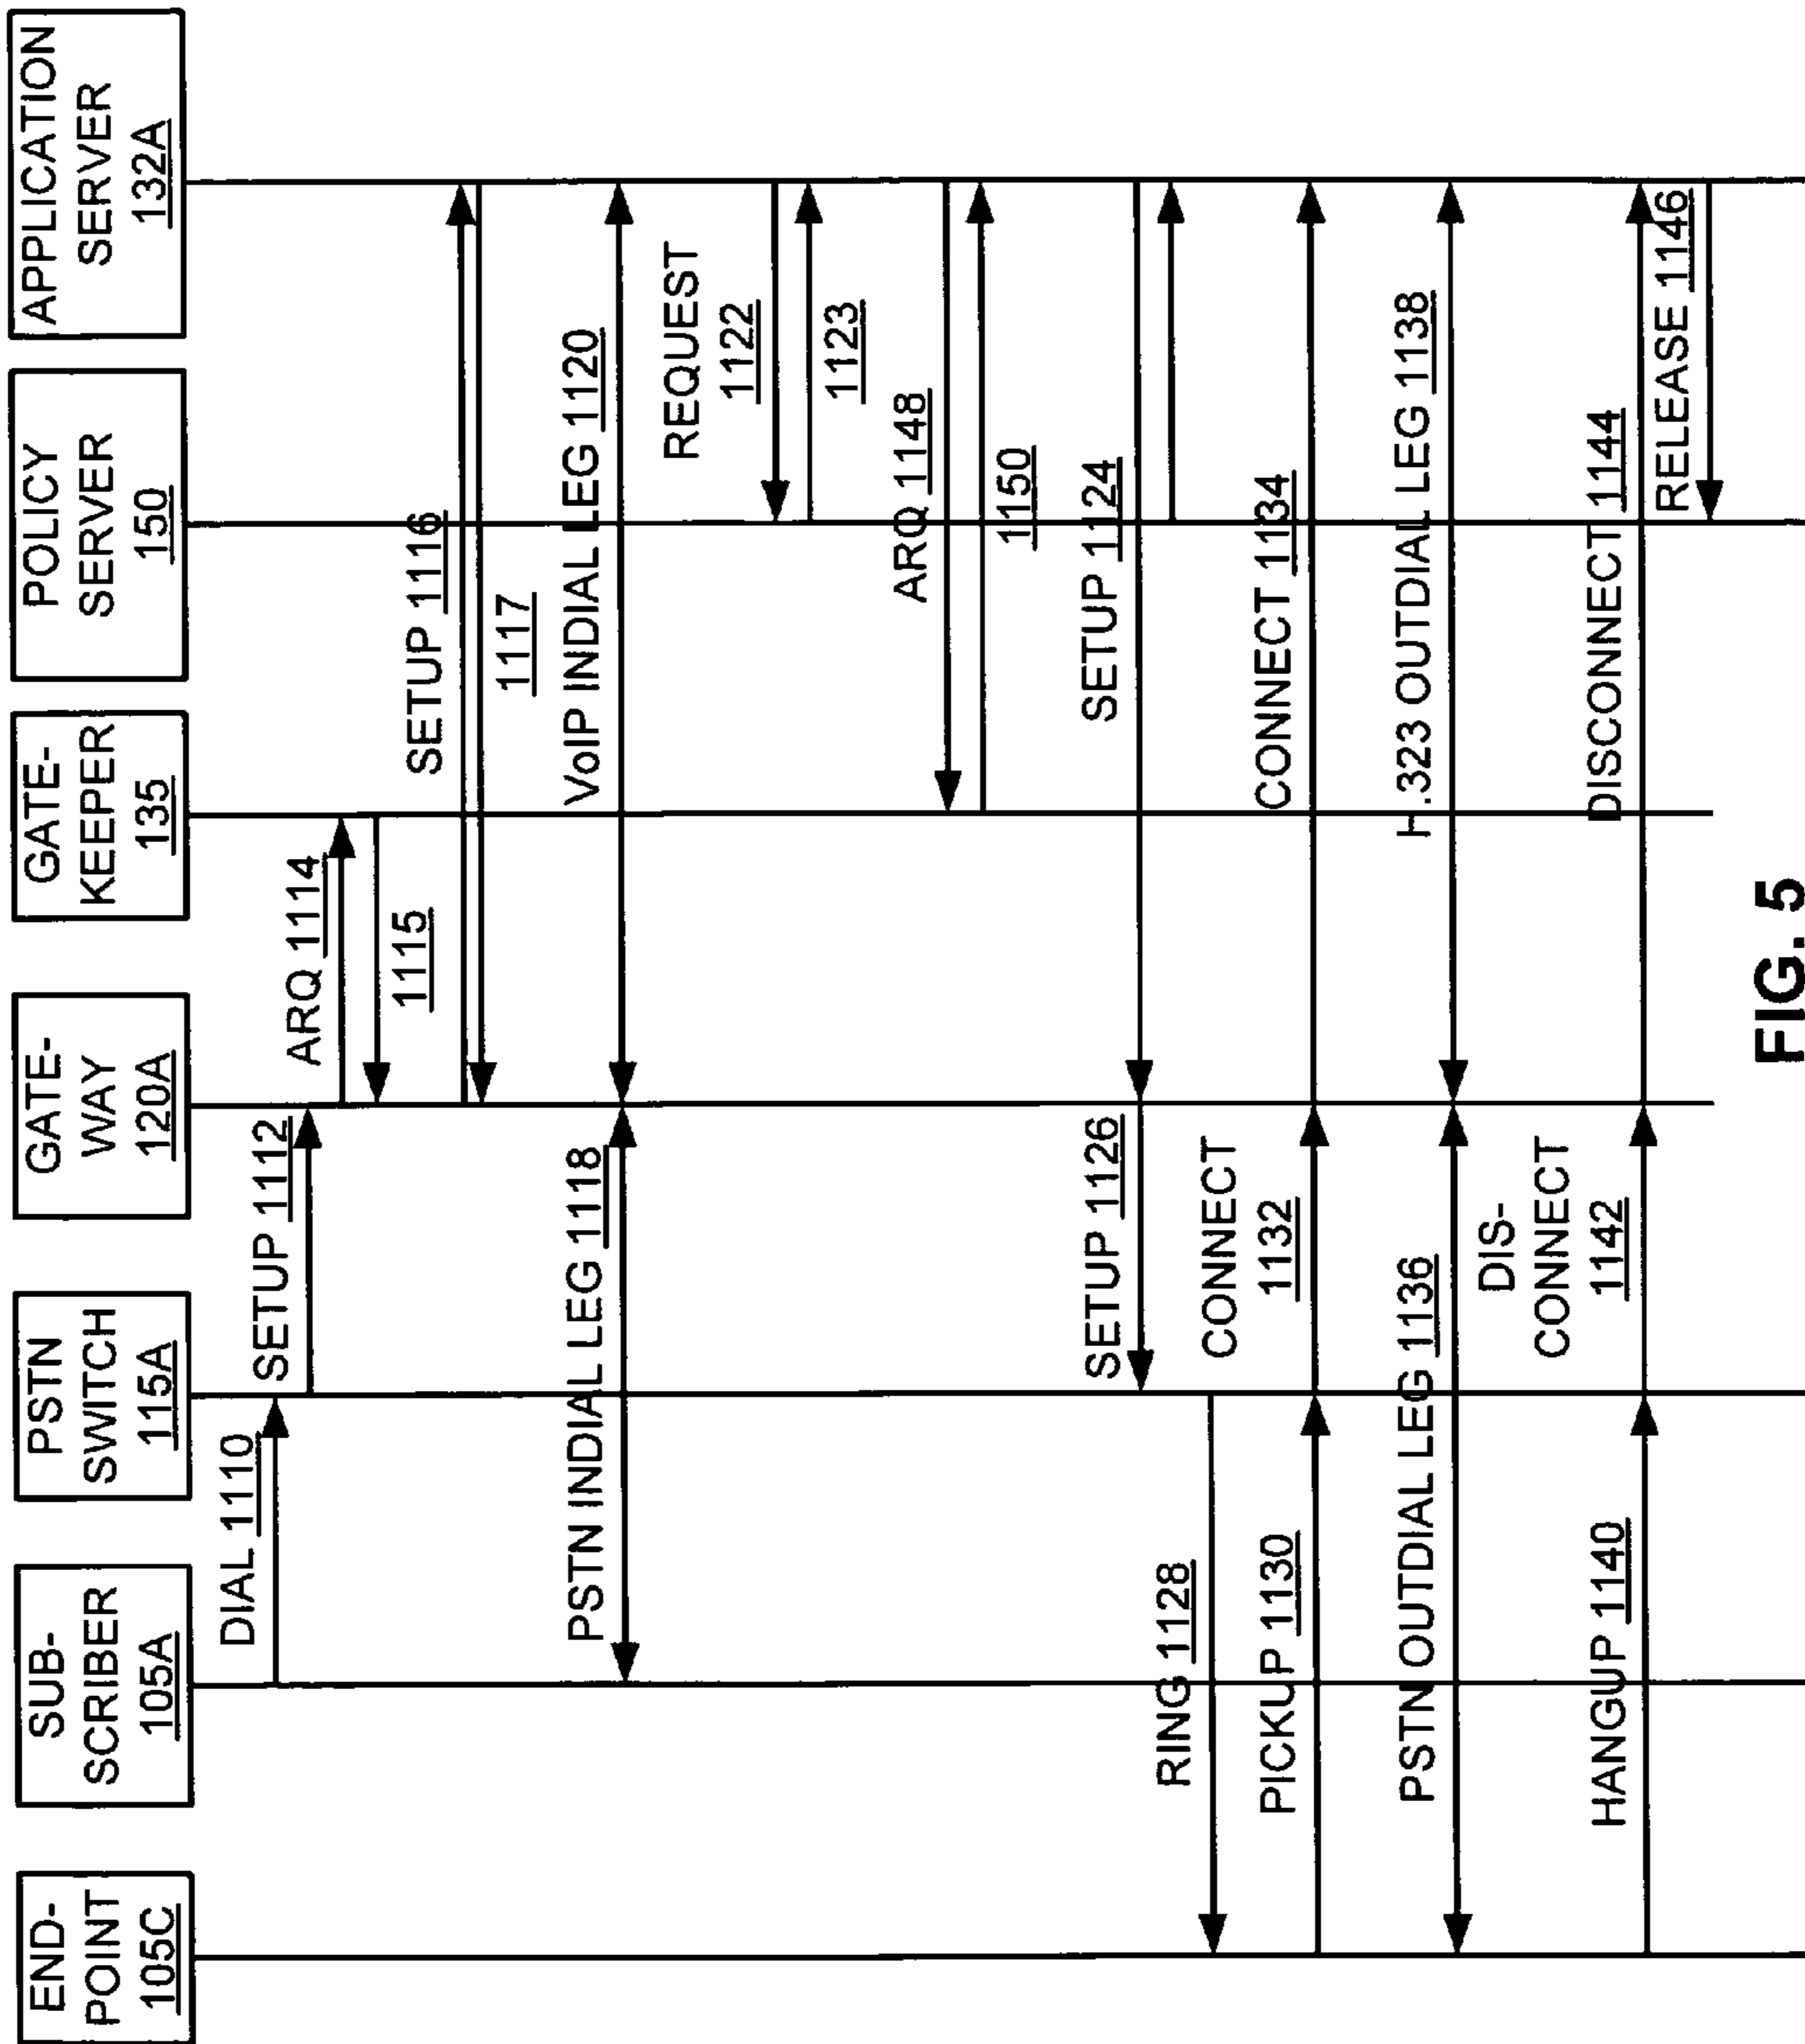 END-
POINT
105C
SUB-
SCRIBER
105A
PSTN
SWITCH
115A
GATE-
WAY
120A
GATE-
KEEPER
135
POLICY
SERVER
150
APPLICATION
SERVER
132A
DIAL 1110
SETUP 1112
ARQ 1114
1115
SETUP 1116
1117
PSTN INDIAL LEG 1118
VoIP INDIAL LEG 1120
REQUEST
1122
1123
ARQ 1148
1150
SETUP 1124
SETUP 1126
RING 1128
PICKUP 1130
CONNECT
1132
CONNECT 1134
PSTN OUTDIAL LEG 1136
H.323 OUTDIAL LEG 1138
HANGUP 1140
DIS-
CONNECT
1142
DISCONNECT 1144
RELEASE 1146
FIG. 5